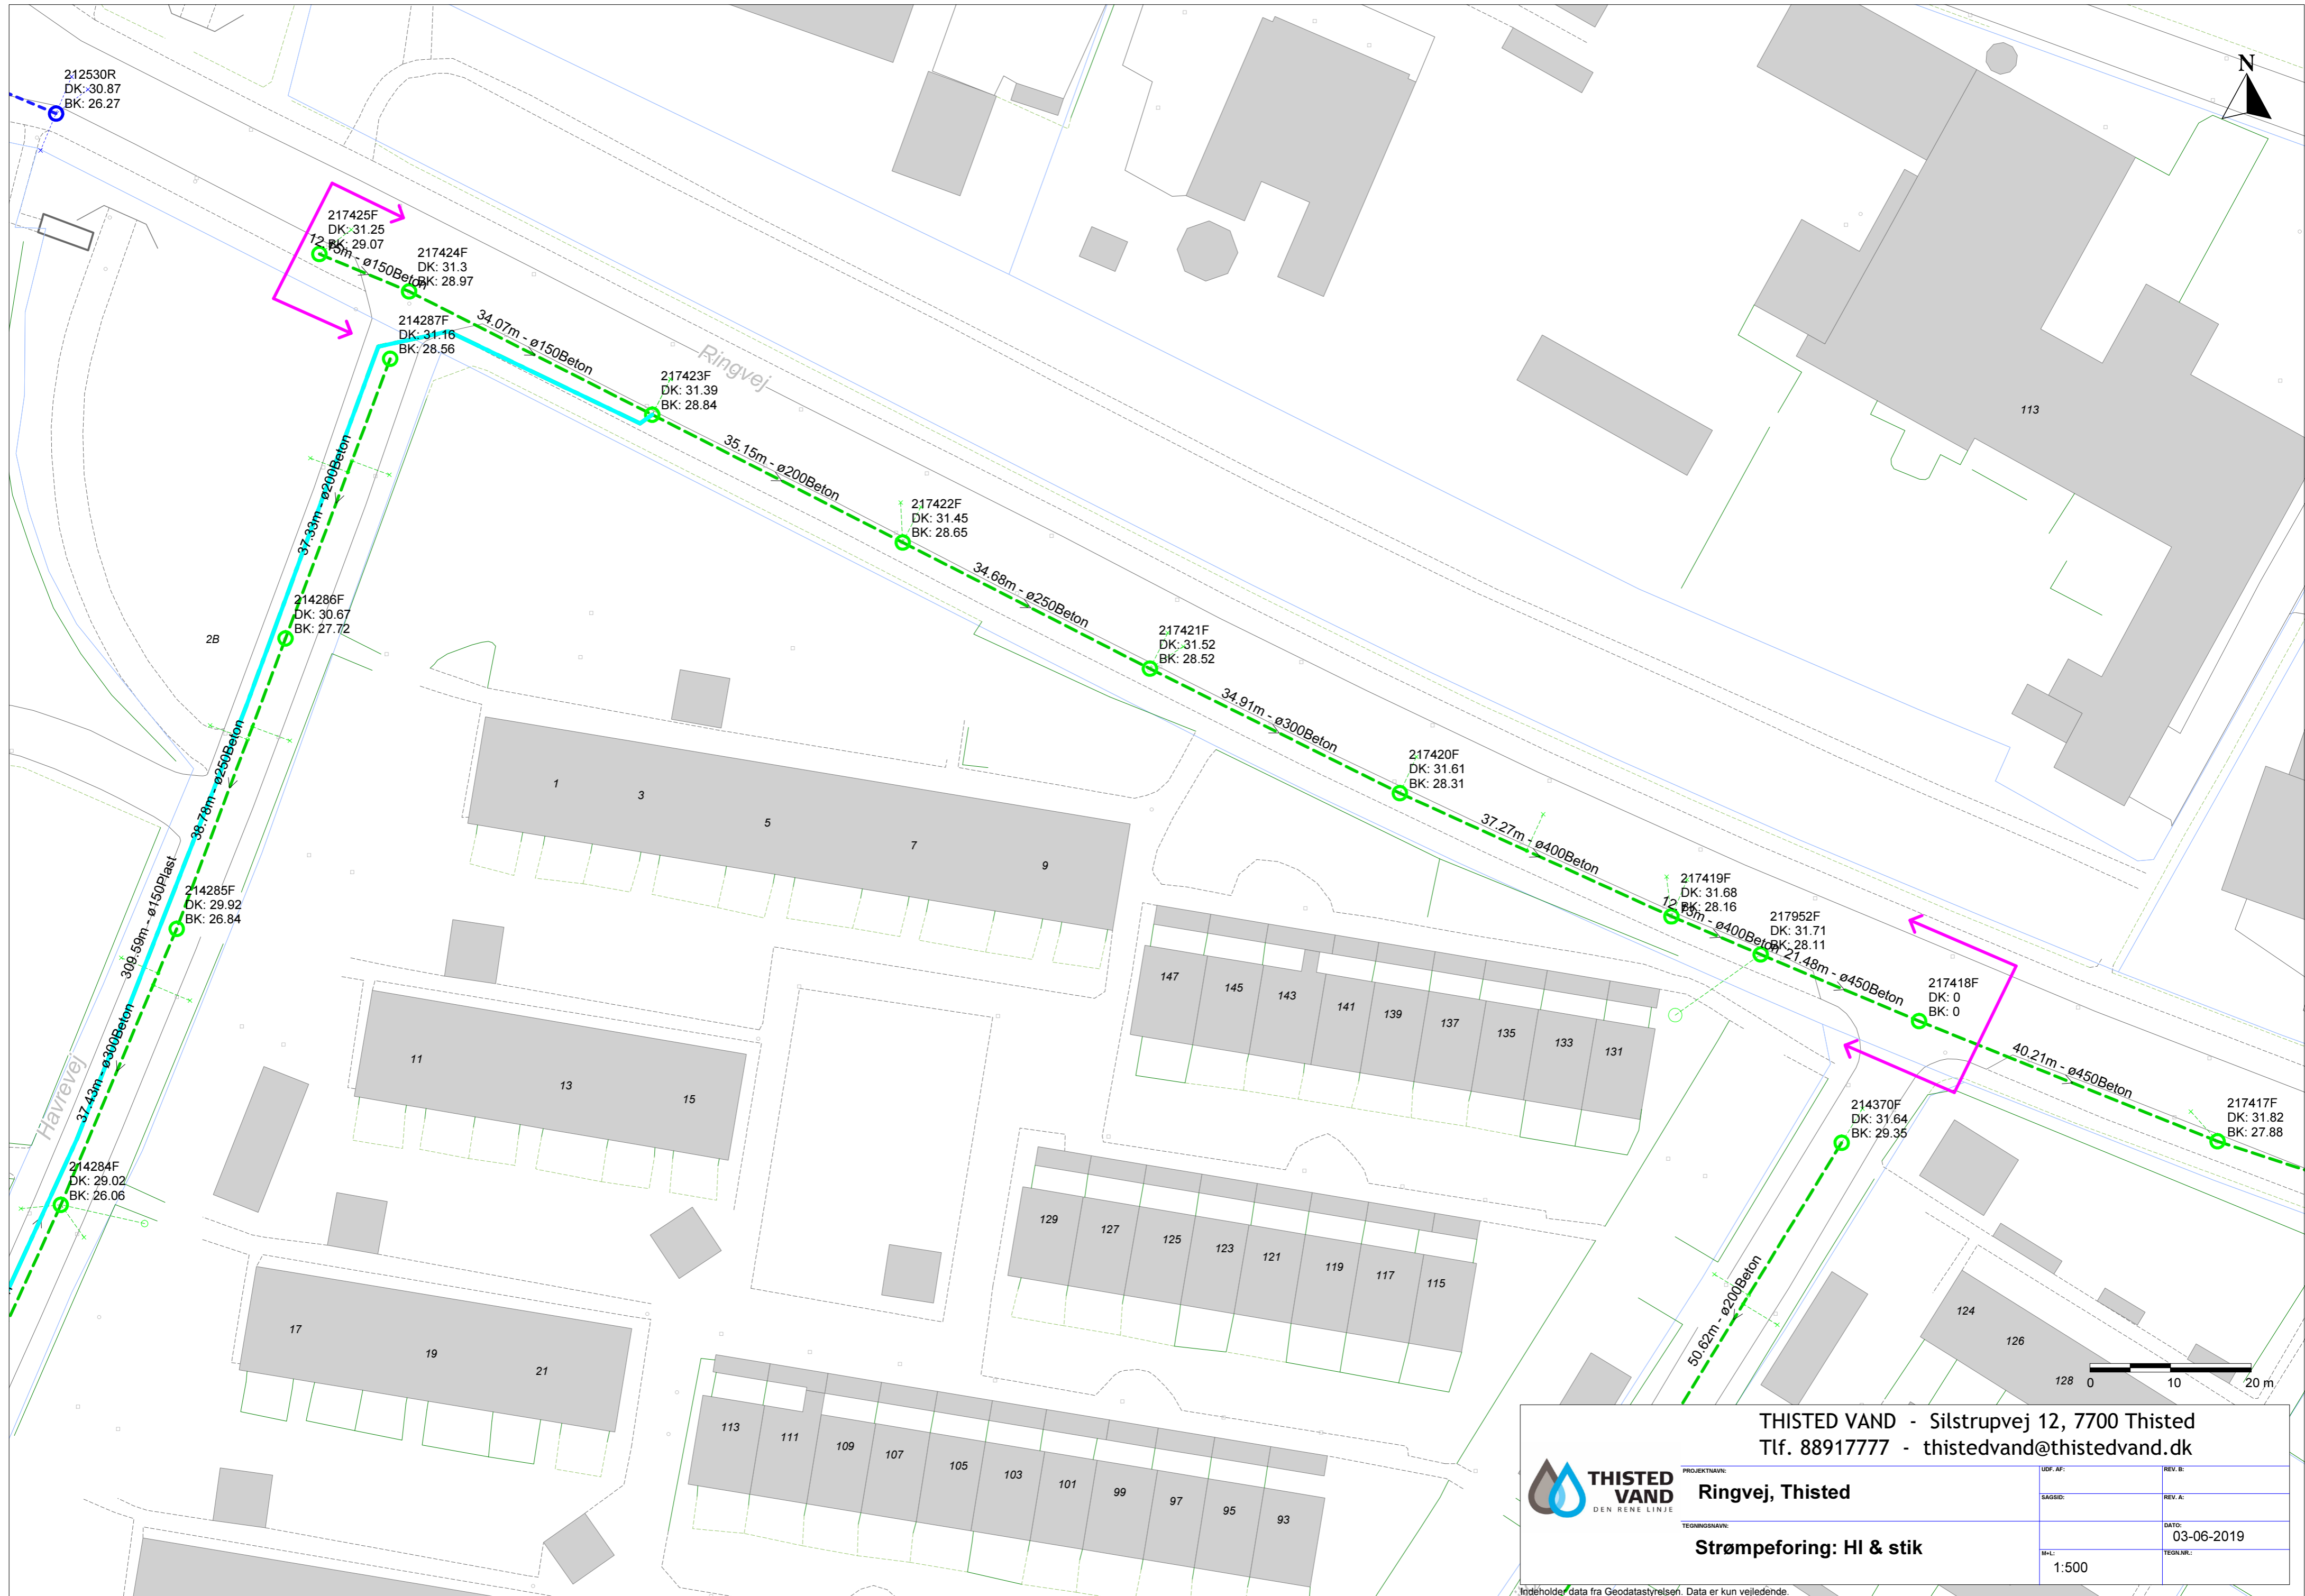 212530R
DK: 30.87
BK: 26.27
N
217425F
DK: 31.25
BK: 29.07
12.15m - ø150Beton
217424F
DK: 31.3
BK: 28.97
214287F
DK: 31.16
BK: 28.56
34.07m - ø150Beton
Ringvej
217423F
DK: 31.39
BK: 28.84
113
37.33m - ø200Beton
35.15m - ø200Beton
217422F
DK: 31.45
BK: 28.65
34.68m - ø250Beton
214286F
DK: 30.67
BK: 27.72
2B
217421F
DK: 31.52
BK: 28.52
34.91m - ø300Beton
38.78m - ø250Beton
217420F
DK: 31.61
BK: 28.31
1
3
5
7
9
37.27m - ø400Beton
309.59m - ø150Plast
214285F
DK: 29.92
BK: 26.84
217419F
DK: 31.68
BK: 28.16
- ø400Beton
217952F
DK: 31.71
BK: 28.11
21.48m - ø450Beton
217418F
DK: 0
BK: 0
147
145
143
141
139
137
135
133
131
37.43m - ø300Beton
Havrevej
11
13
15
40.21m - ø450Beton
217417F
DK: 31.82
BK: 27.88
214370F
DK: 31.64
BK: 29.35
214284F
DK: 29.02
BK: 26.06
129
127
125
123
121
119
117
115
50.62m - ø200Beton
124
126
128
0 10 20 m
17
19
21
113
111
109
107
105
103
101
99
97
95
93
THISTED VAND - Silstrupvej 12, 7700 Thisted
Tlf. 88917777 - thistedvand@thistedvand.dk
THISTED
VAND
DEN RENE LINJE
PROJEKTNAVN:
Ringvej, Thisted
UDF. AF:
REV. B:
SAGSID:
REV. A:
TEGNINGSNAVN:
Strømpeforing: Hl & stik
DATO:
03-06-2019
M=L:
1:500
TEGN.NR.:
Indeholder data fra Geodatastyrelsen. Data er kun vejledende.